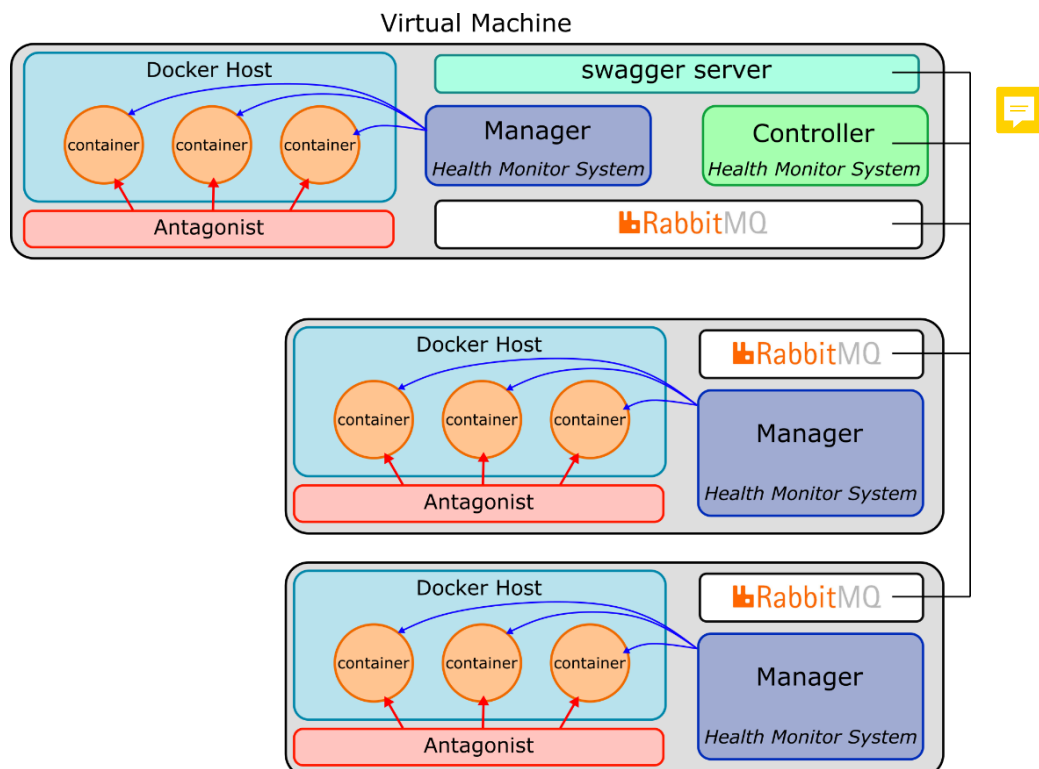 Virtual Machine
Docker Host
swagger server
container
container
container
Manager
Health Monitor System
Controller
Health Monitor System
Antagonist
RabbitMQ
Docker Host
RabbitMQ
container
container
container
Manager
Health Monitor System
Antagonist
Docker Host
RabbitMQ
container
container
container
Manager
Health Monitor System
Antagonist